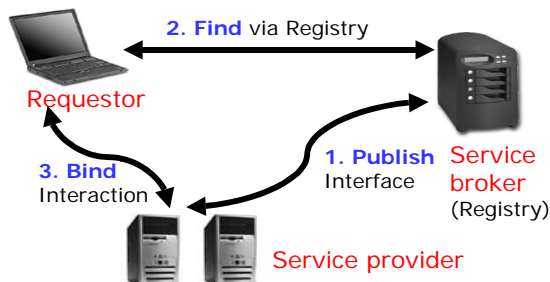 2. Find via Registry
Requestor
3. Bind
Interaction
1. Publish
Interface
Service
broker
(Registry)
Service provider